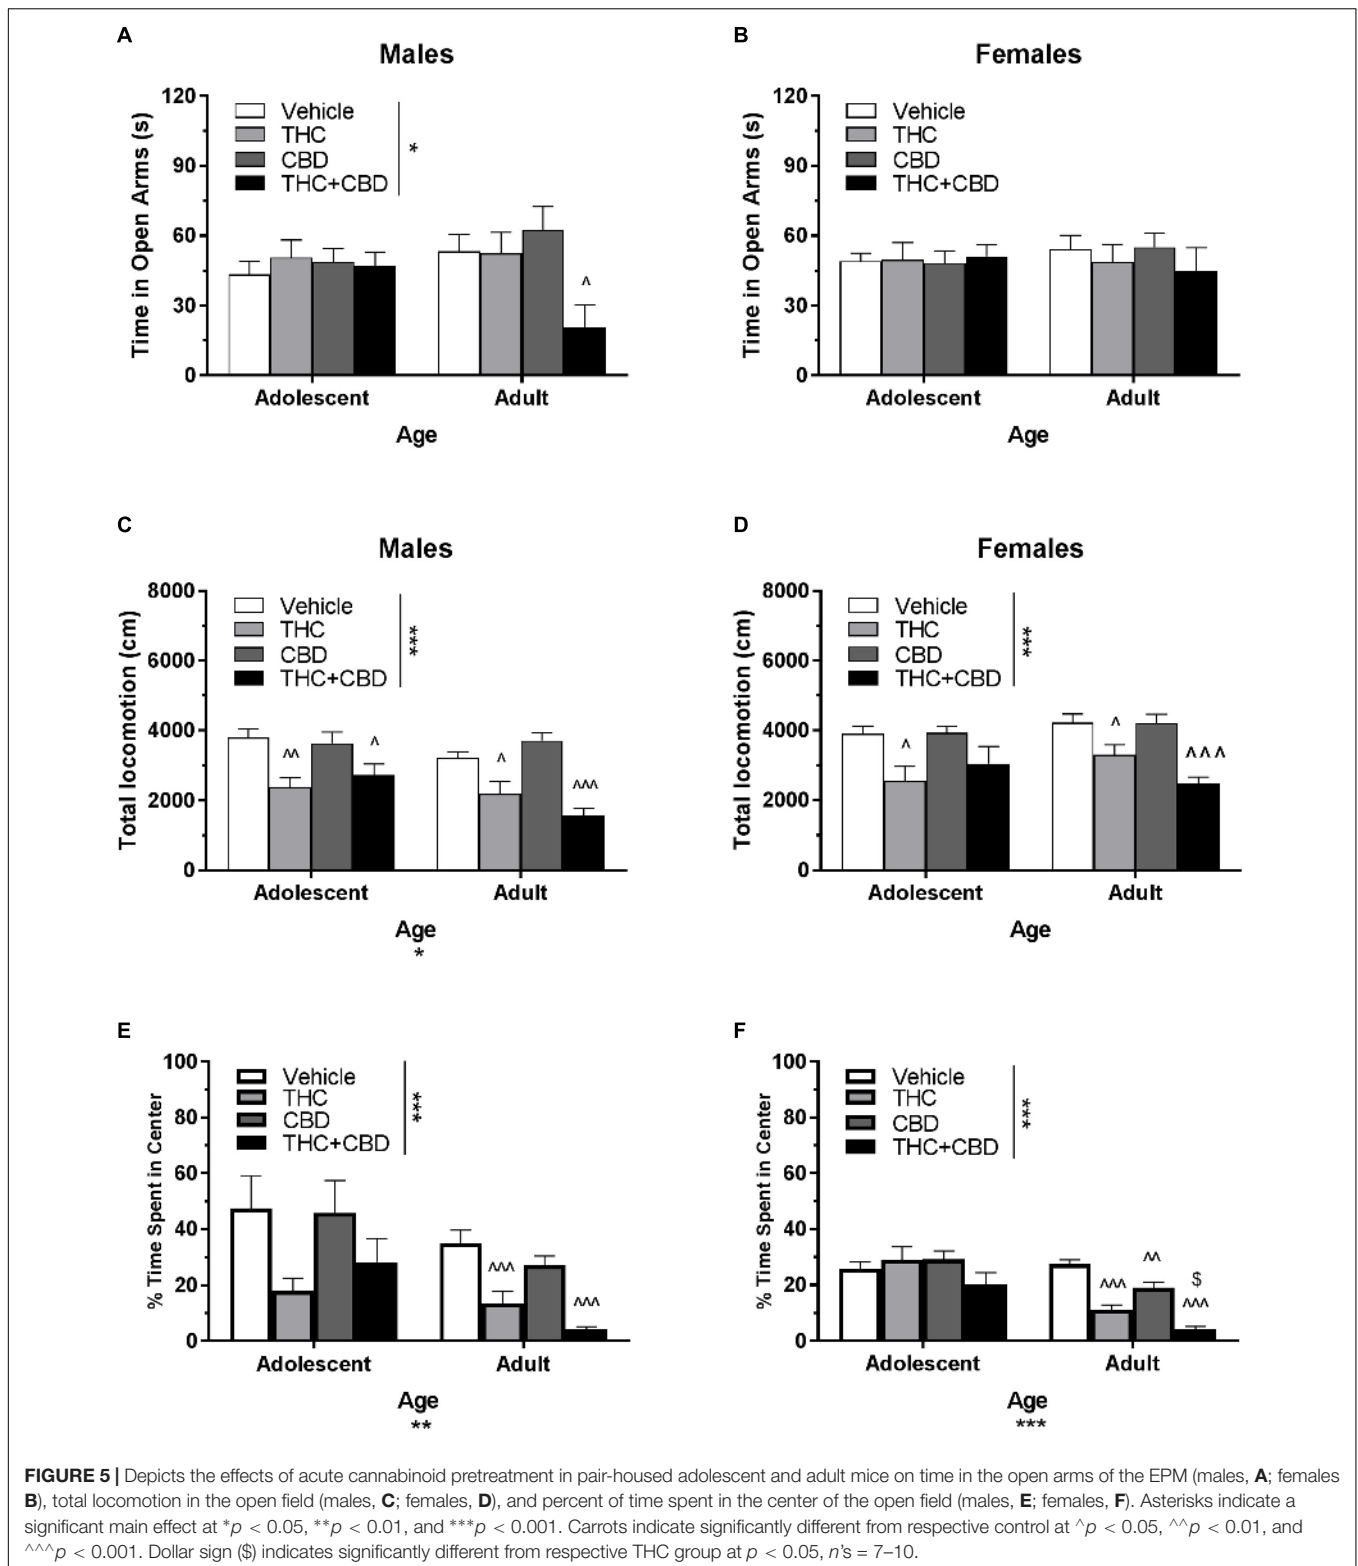 A
Males
120
90
60
30
0
Time in Open Arms (s)
Vehicle
THC
CBD
THC+CBD
*
^
Adolescent Adult
Age
B
Females
120
90
60
30
0
Time in Open Arms (s)
Vehicle
THC
CBD
THC+CBD
Adolescent Adult
Age
C
Males
8000
6000
4000
2000
0
Total locomotion (cm)
Vehicle
THC
CBD
THC+CBD
***
^^ ^ ^ ^^^
Adolescent Adult
Age
*
D
Females
8000
6000
4000
2000
0
Total locomotion (cm)
Vehicle
THC
CBD
THC+CBD
***
^ ^ ^^^
Adolescent Adult
Age
E
100
80
60
40
20
0
% Time Spent in Center
Vehicle
THC
CBD
THC+CBD
***
^^^ ^^^
Adolescent Adult
Age
**
F
100
80
60
40
20
0
% Time Spent in Center
Vehicle
THC
CBD
THC+CBD
***
^^^ ^^ $ ^^^
Adolescent Adult
Age
***
FIGURE 5 | Depicts the effects of acute cannabinoid pretreatment in pair-housed adolescent and adult mice on time in the open arms of the EPM (males, A; females
B), total locomotion in the open field (males, C; females, D), and percent of time spent in the center of the open field (males, E; females, F). Asterisks indicate a
significant main effect at *p < 0.05, **p < 0.01, and ***p < 0.001. Carrots indicate significantly different from respective control at ^p < 0.05, ^^p < 0.01, and
^^^p < 0.001. Dollar sign ($) indicates significantly different from respective THC group at p < 0.05, n's = 7–10.